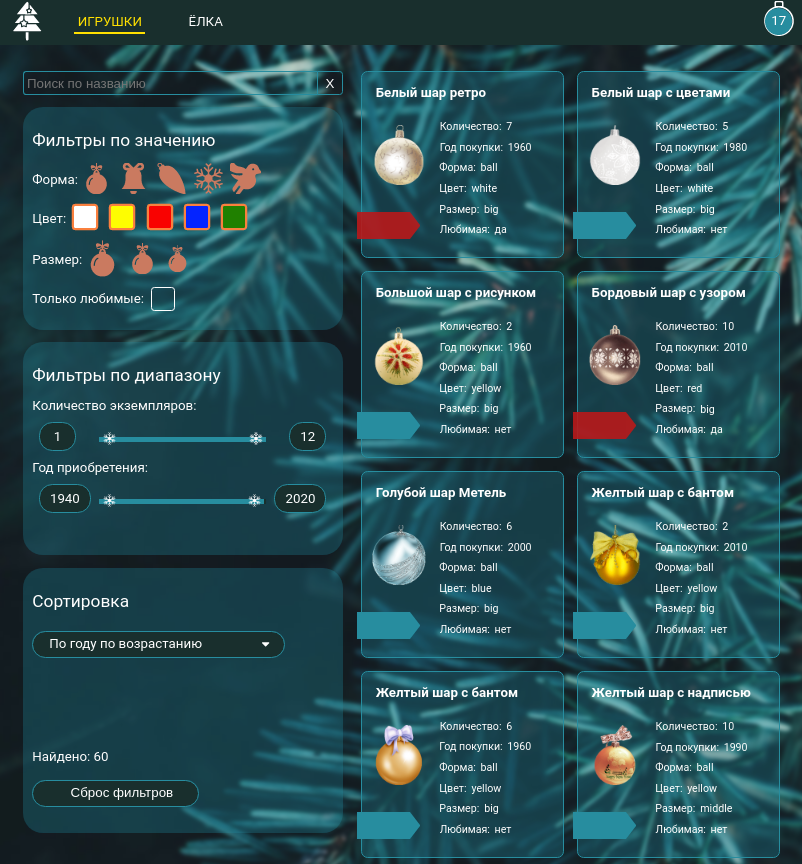 ИГРУШКИ
ЁЛКА
17
Поиск по названию
X
Фильтры по значению
Форма:
Цвет:
Размер:
Только любимые:
Фильтры по диапазону
Количество экземпляров:
1
12
Год приобретения:
1940
2020
Сортировка
По году по возрастанию
Найдено: 60
Сброс фильтров
Белый шар ретро
Количество: 7
Год покупки: 1960
Форма: ball
Цвет: white
Размер: big
Любимая: да
Белый шар с цветами
Количество: 5
Год покупки: 1980
Форма: ball
Цвет: white
Размер: big
Любимая: нет
Большой шар с рисунком
Количество: 2
Год покупки: 1960
Форма: ball
Цвет: yellow
Размер: big
Любимая: нет
Бордовый шар с узором
Количество: 10
Год покупки: 2010
Форма: ball
Цвет: red
Размер: big
Любимая: да
Голубой шар Метель
Количество: 6
Год покупки: 2000
Форма: ball
Цвет: blue
Размер: big
Любимая: нет
Желтый шар с бантом
Количество: 2
Год покупки: 2010
Форма: ball
Цвет: yellow
Размер: big
Любимая: нет
Желтый шар с бантом
Количество: 6
Год покупки: 1960
Форма: ball
Цвет: yellow
Размер: big
Любимая: нет
Желтый шар с надписью
Количество: 10
Год покупки: 1990
Форма: ball
Цвет: yellow
Размер: middle
Любимая: нет